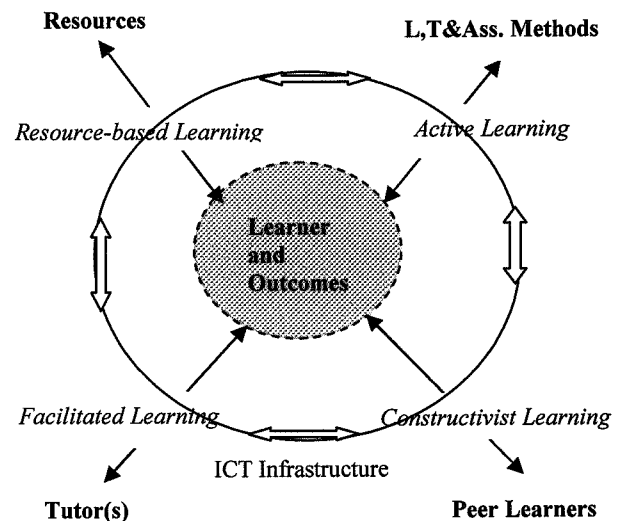 Resources
L,T&Ass. Methods
Resource-based Learning
Active Learning
Learner
and
Outcomes
Facilitated Learning
Constructivist Learning
ICT Infrastructure
Tutor(s)
Peer Learners